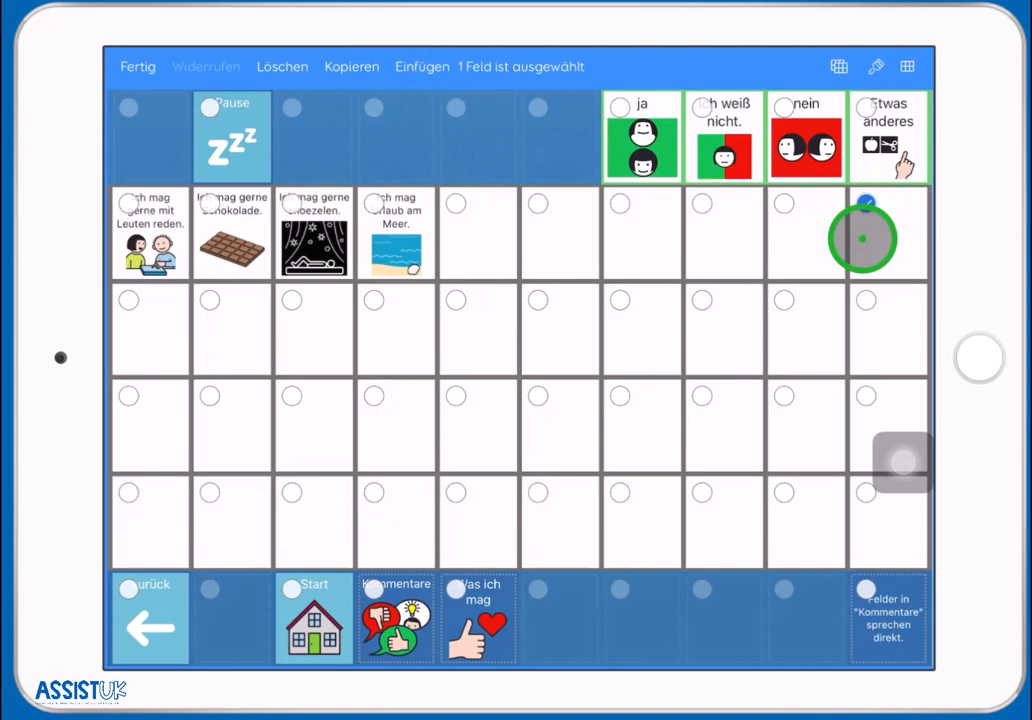 Fertig Widerrufen Löschen Kopieren Einfügen 1 Feld ist ausgewählt
Pause
zzz
ja
Ich weiß
nicht.
nein
Etwas
anderes
Ich mag
gerne mit
Leuten reden.
Ich mag gerne
Schokolade.
Ich mag gerne
Ich mag
Urlaub am
Meer.
Zurück
Start
Kommentare
Was ich
mag
Felder in
"Kommentare"
sprechen
direkt.
ASSISTUK